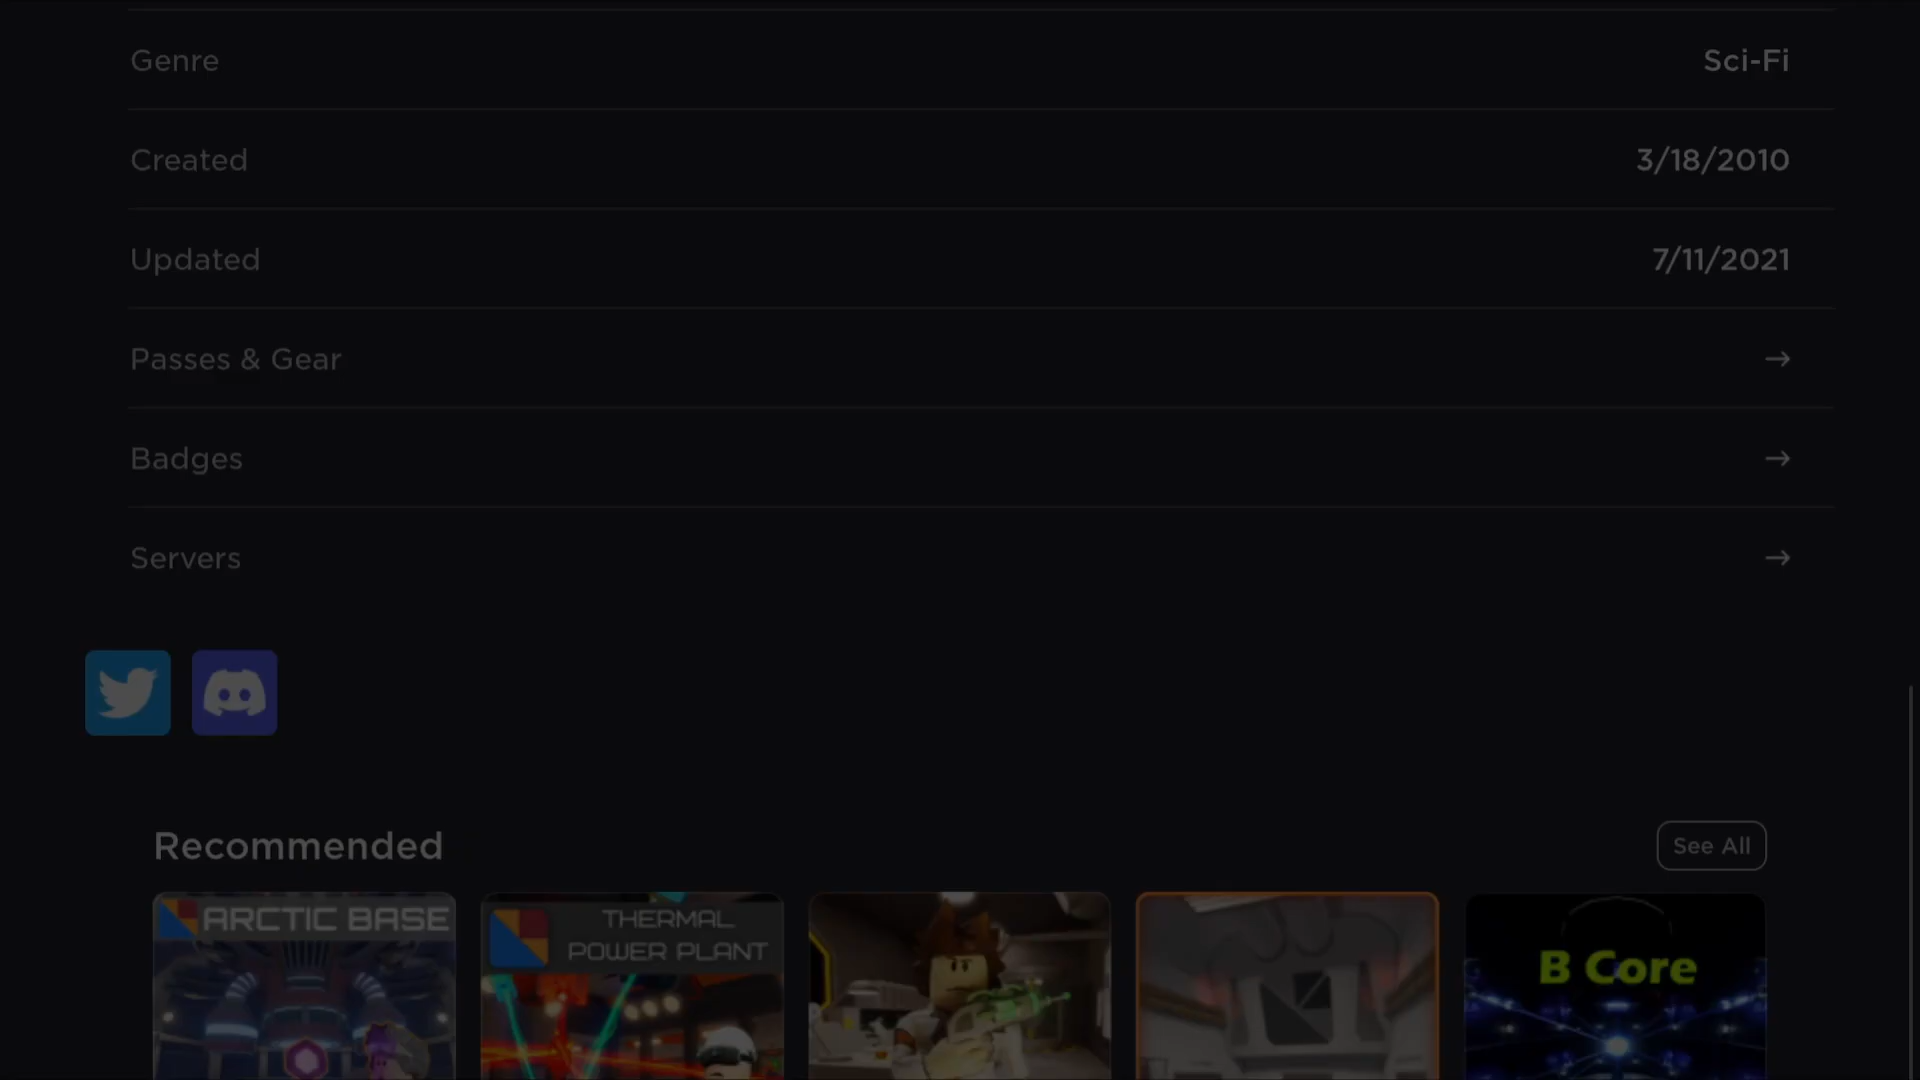 Genre Sci-Fi
Created 3/18/2010
Updated 7/11/2021
Passes & Gear →
Badges →
Servers →
Recommended See All
ARCTIC BASE
THERMAL
POWER PLANT
B Core